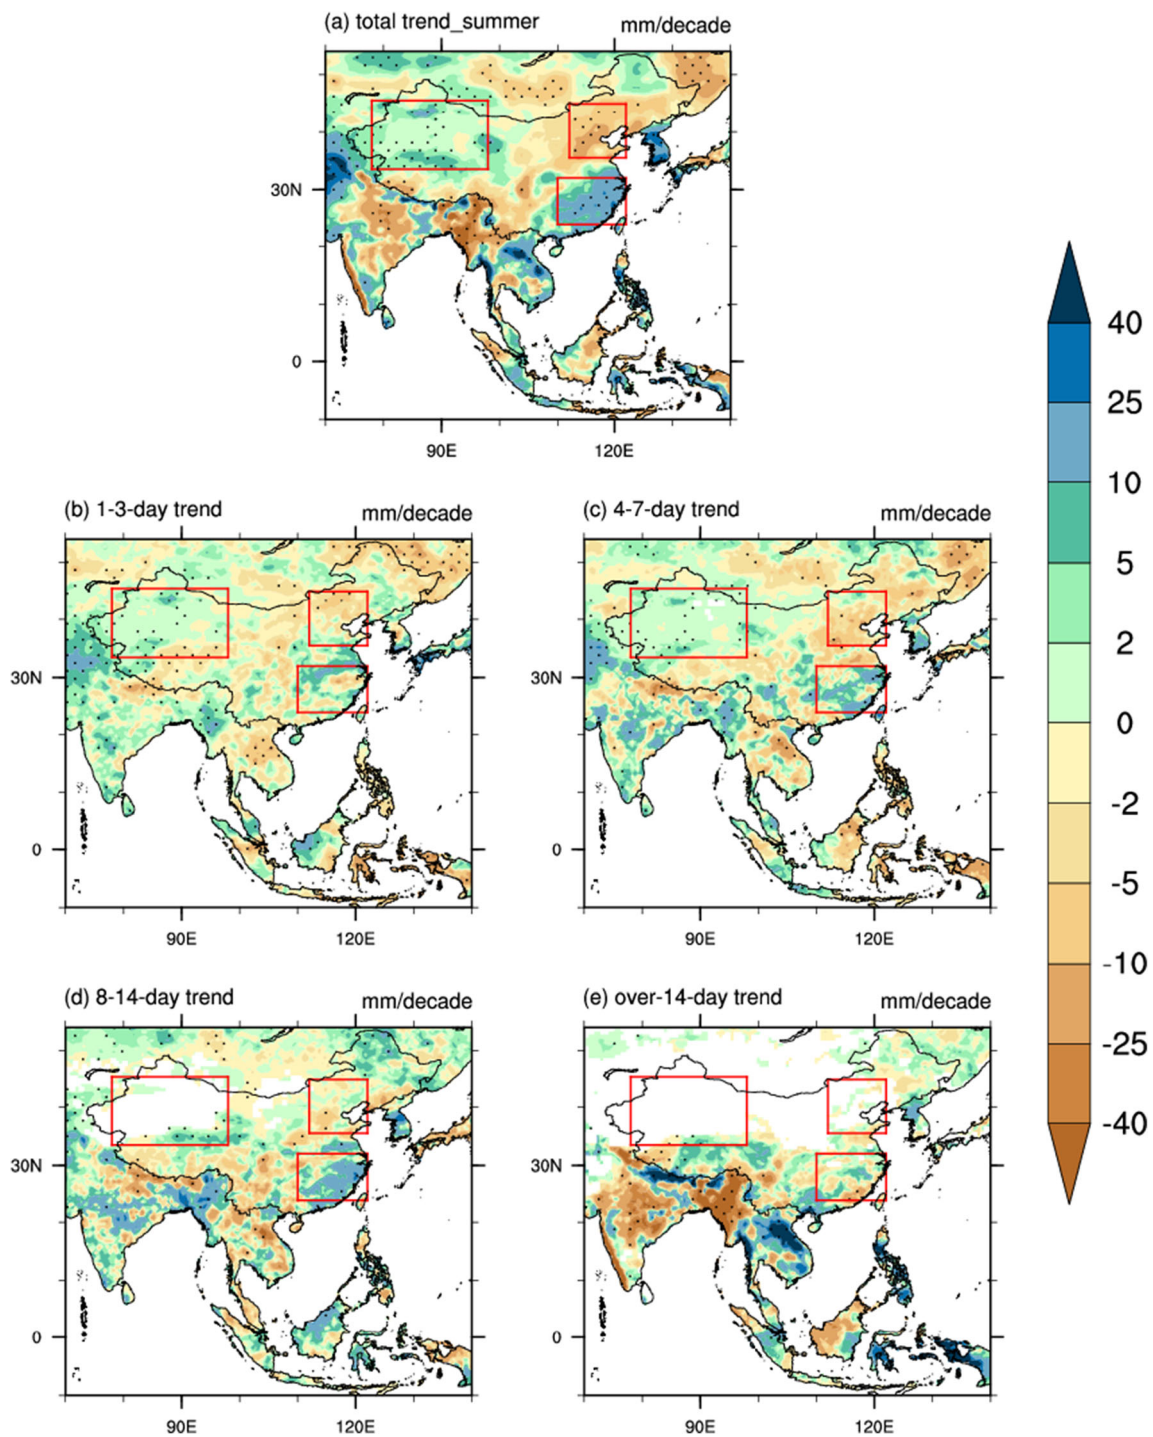 (a) total trend_summer mm/decade
30N
0
90E 120E
40
25
10
5
2
0
-2
-5
-10
-25
-40
(b) 1-3-day trend mm/decade
30N
0
90E 120E
(c) 4-7-day trend mm/decade
30N
0
90E 120E
(d) 8-14-day trend mm/decade
30N
0
90E 120E
(e) over-14-day trend mm/decade
30N
0
90E 120E